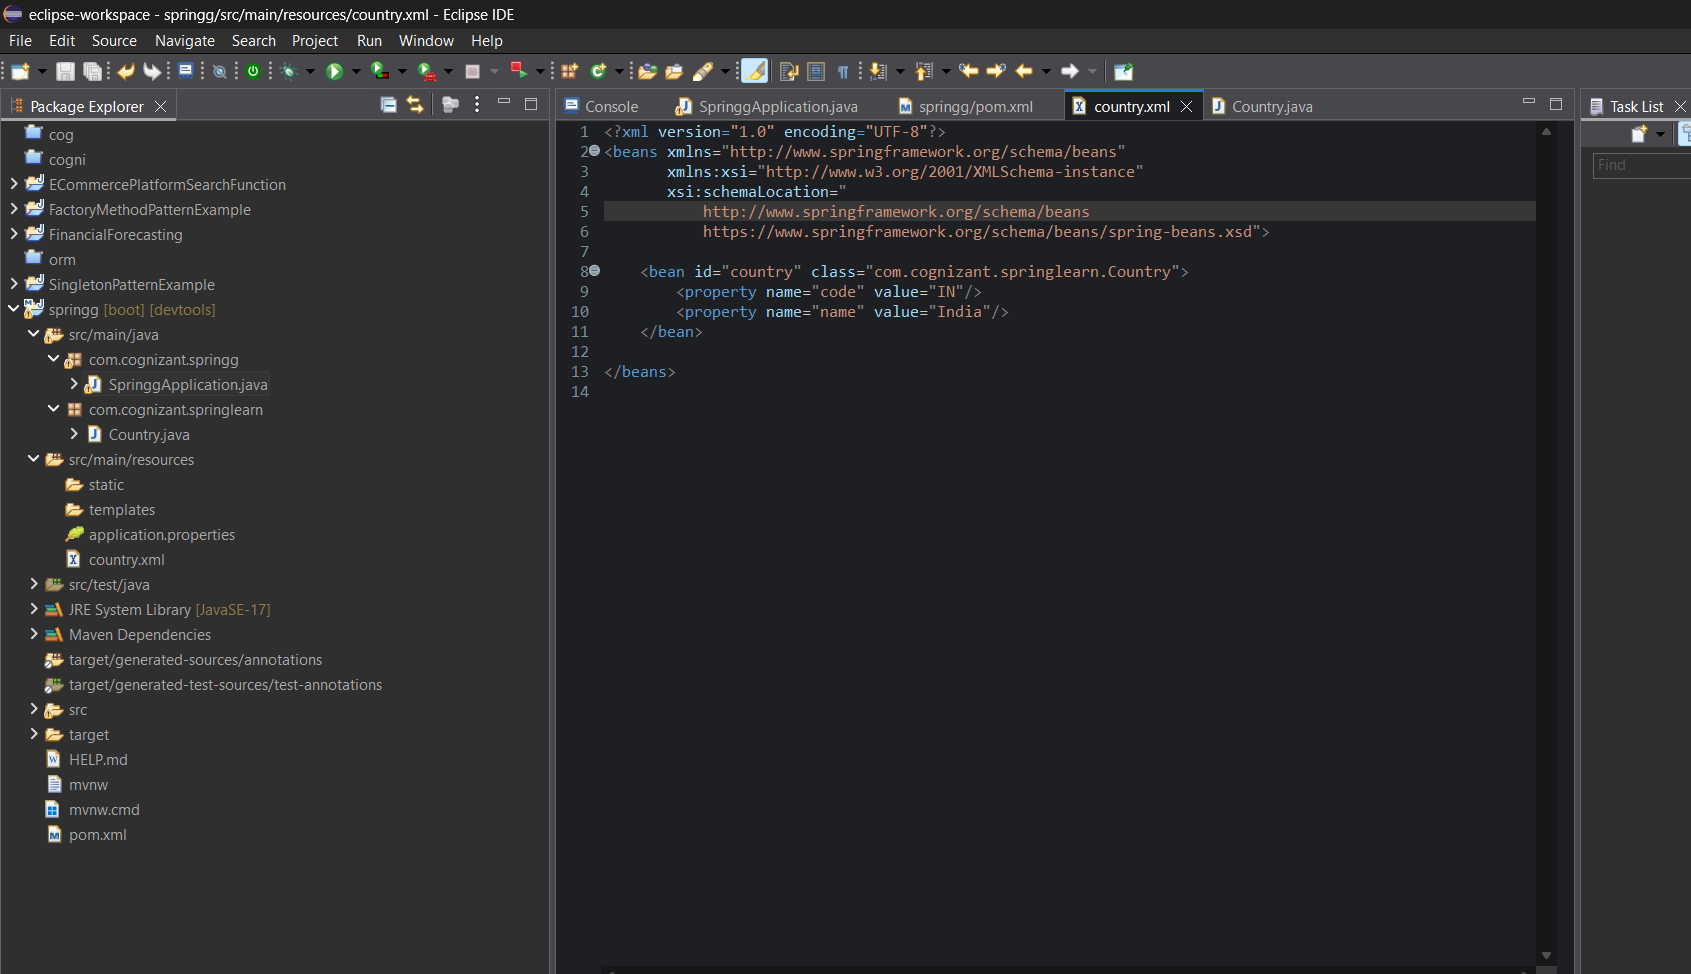 eclipse-workspace - springg/src/main/resources/country.xml - Eclipse IDE
File Edit Source Navigate Search Project Run Window Help
Package Explorer
cog
cogni
ECommercePlatformSearchFunction
FactoryMethodPatternExample
FinancialForecasting
orm
SingletonPatternExample
springg [boot] [devtools]
src/main/java
com.cognizant.springg
SpringgApplication.java
com.cognizant.springlearn
Country.java
src/main/resources
static
templates
application.properties
country.xml
src/test/java
JRE System Library [JavaSE-17]
Maven Dependencies
target/generated-sources/annotations
target/generated-test-sources/test-annotations
src
target
HELP.md
mvnw
mvnw.cmd
pom.xml
Console SpringgApplication.java springg/pom.xml country.xml Country.java
1 <?xml version="1.0" encoding="UTF-8"?>
2 <beans xmlns="http://www.springframework.org/schema/beans"
3 xmlns:xsi="http://www.w3.org/2001/XMLSchema-instance"
4 xsi:schemaLocation="
5 http://www.springframework.org/schema/beans
6 https://www.springframework.org/schema/beans/spring-beans.xsd">
7
8 <bean id="country" class="com.cognizant.springlearn.Country">
9 <property name="code" value="IN"/>
10 <property name="name" value="India"/>
11 </bean>
12
13 </beans>
14
Task List
Find